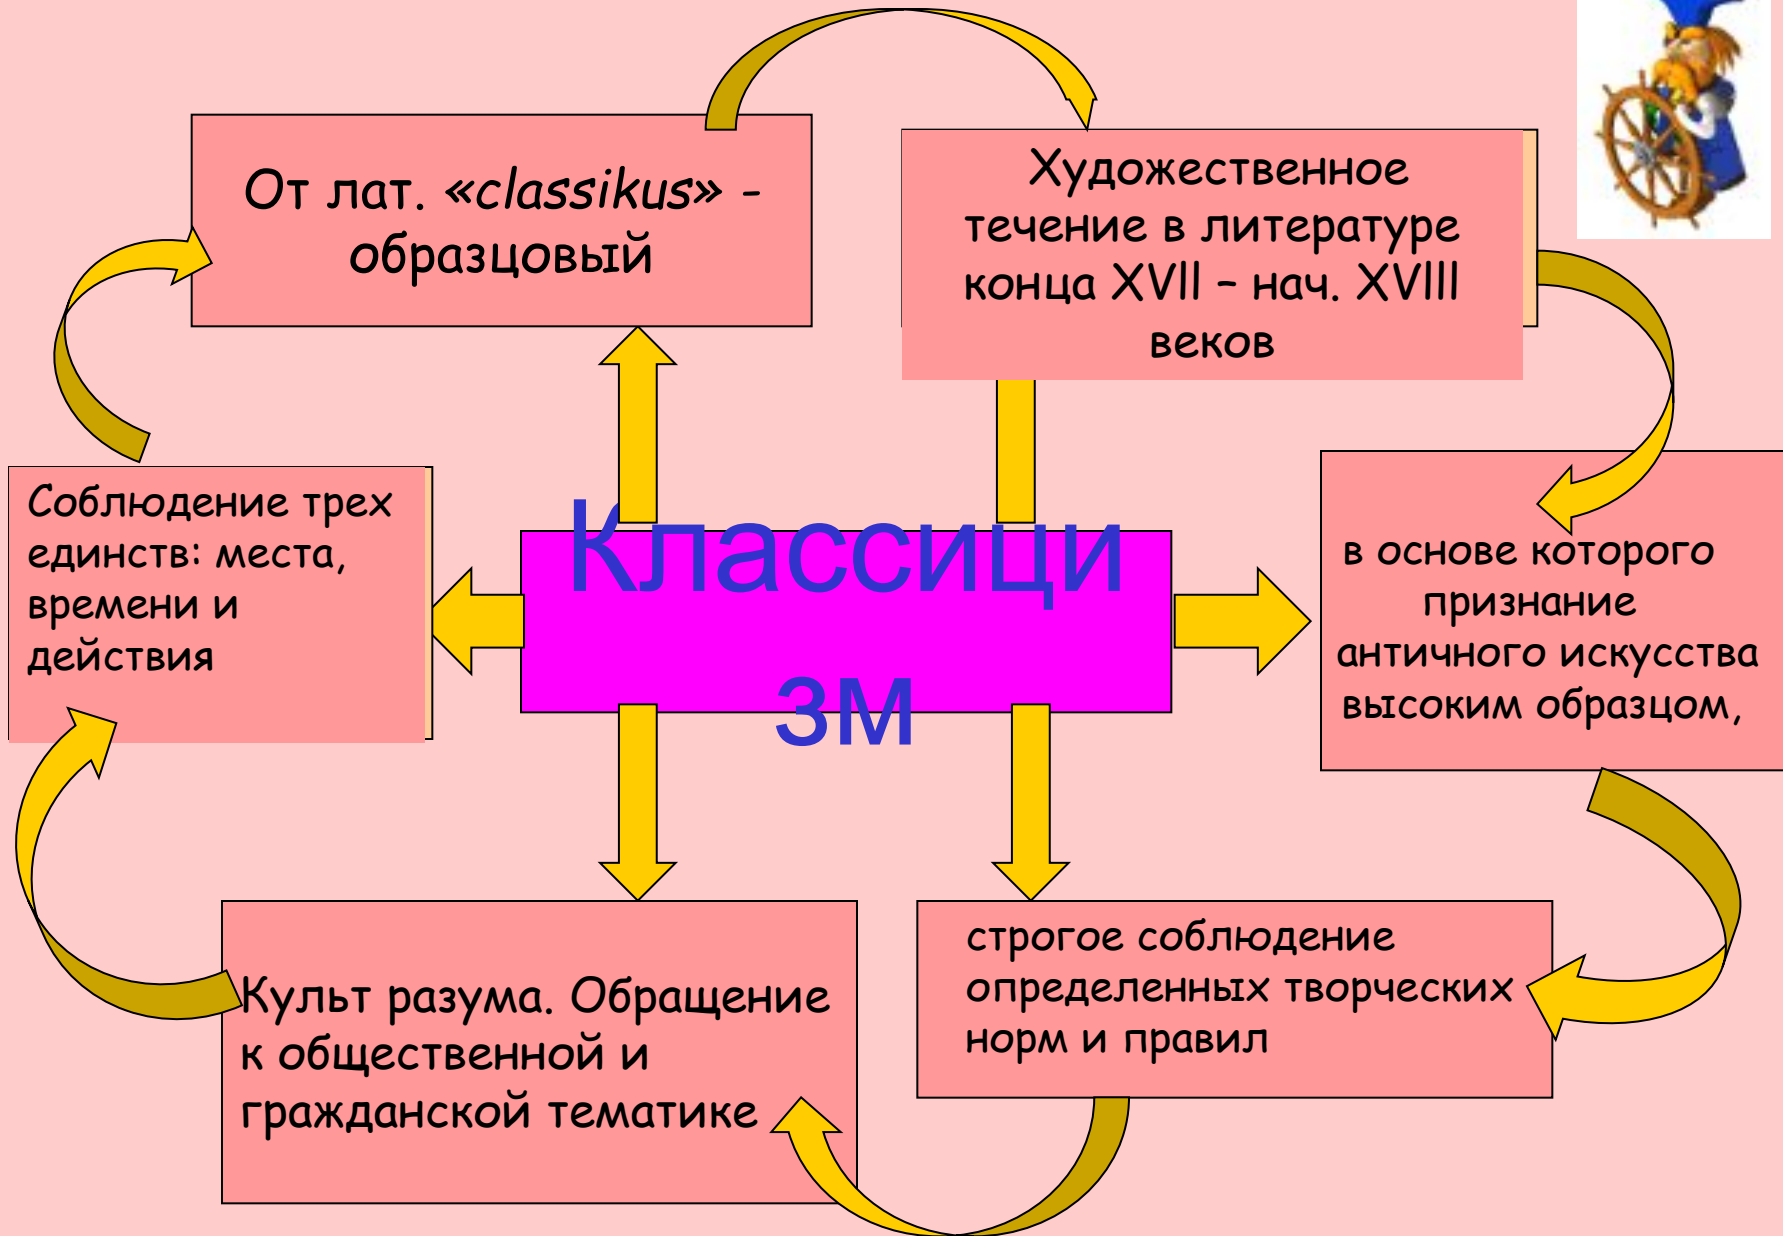 От лат. «classikus» -
образцовый
Художественное
течение в литературе
конца XVII – нач. XVIII
веков
Соблюдение трех
единств: места,
времени и
действия
Классици
зм
в основе которого
признание
античного искусства
высоким образцом,
Культ разума. Обращение
к общественной и
гражданской тематике
строгое соблюдение
определенных творческих
норм и правил